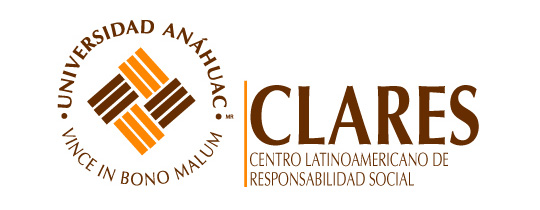 • UNIVERSIDAD ANÁHUAC •
MR
VINCE IN BONO MALUM
CLARES
CENTRO LATINOAMERICANO DE
RESPONSABILIDAD SOCIAL